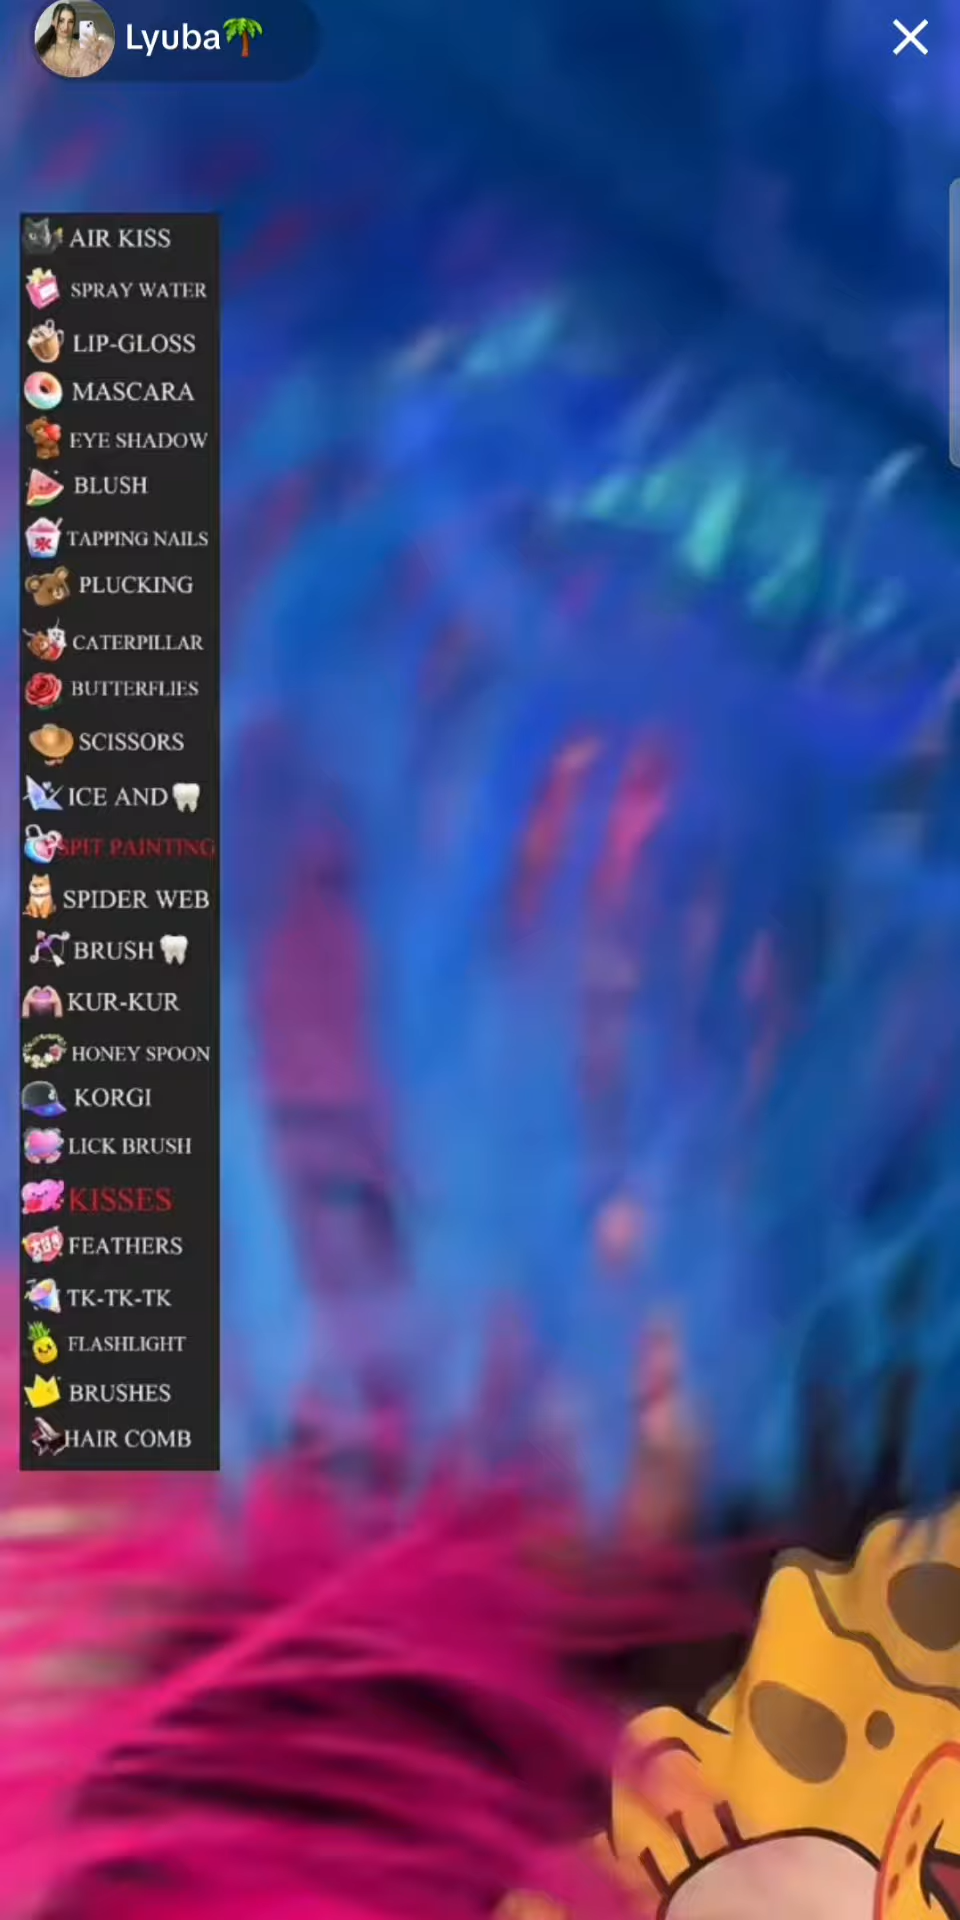 Lyuba🌴
AIR KISS
SPRAY WATER
LIP-GLOSS
MASCARA
EYE SHADOW
BLUSH
TAPPING NAILS
PLUCKING
CATERPILLAR
BUTTERFLIES
SCISSORS
ICE AND🦷
SPIT PAINTING
SPIDER WEB
BRUSH🦷
KUR-KUR
HONEY SPOON
KORGI
LICK BRUSH
KISSES
FEATHERS
TK-TK-TK
FLASHLIGHT
BRUSHES
HAIR COMB